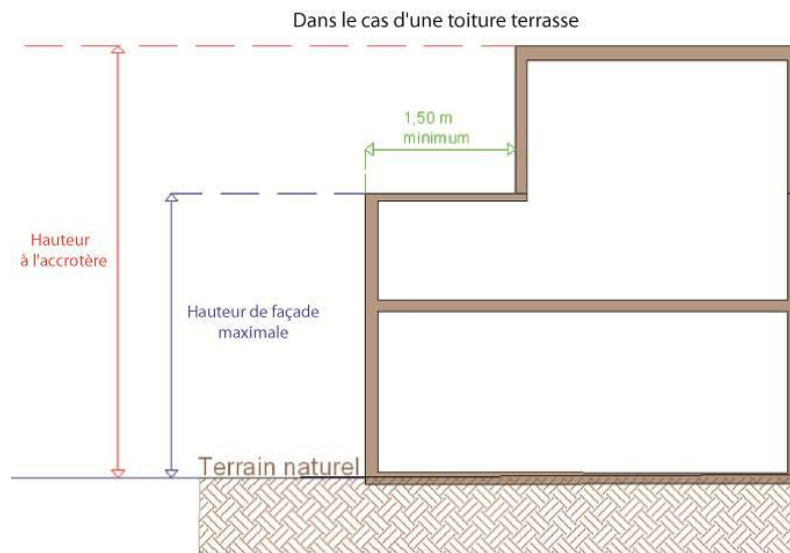 Dans le cas d'une toiture terrasse
1,50 m
minimum
Hauteur
à l'accrotère
Hauteur de façade
maximale
Terrain naturel